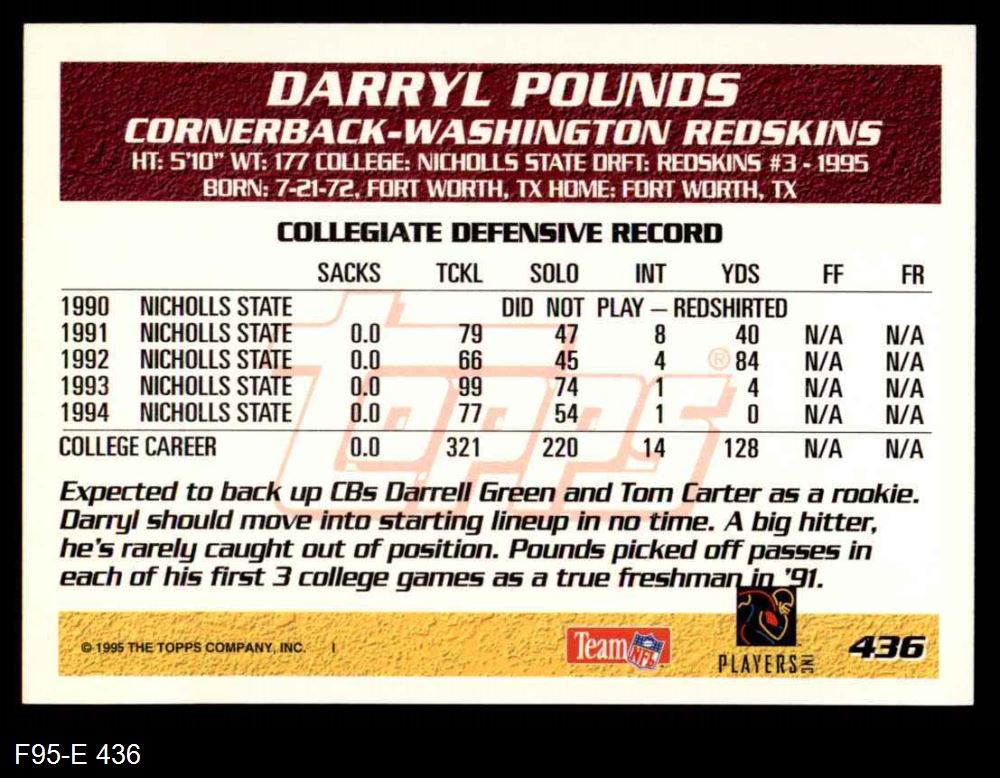 DARRYL POUNDS
CORNERBACK-WASHINGTON REDSKINS
HT: 5'10" WT: 177 COLLEGE: NICHOLLS STATE DRFT: REDSKINS #3 - 1995
BORN: 7-21-72, FORT WORTH, TX HOME: FORT WORTH, TX
COLLEGIATE DEFENSIVE RECORD
SACKS TCKL SOLO INT YDS FF FR
1990 NICHOLLS STATE DID NOT PLAY – REDSHIRTED
1991 NICHOLLS STATE 0.0 79 47 8 40 N/A N/A
1992 NICHOLLS STATE 0.0 66 45 4 84 N/A N/A
1993 NICHOLLS STATE 0.0 99 74 1 4 N/A N/A
1994 NICHOLLS STATE 0.0 77 54 1 0 N/A N/A
COLLEGE CAREER 0.0 321 220 14 128 N/A N/A
topps ®
Expected to back up CBs Darrell Green and Tom Carter as a rookie.
Darryl should move into starting lineup in no time. A big hitter,
he's rarely caught out of position. Pounds picked off passes in
each of his first 3 college games as a true freshman in '91.
© 1995 THE TOPPS COMPANY, INC. I
Team NFL
PLAYERS INC
436
F95-E 436